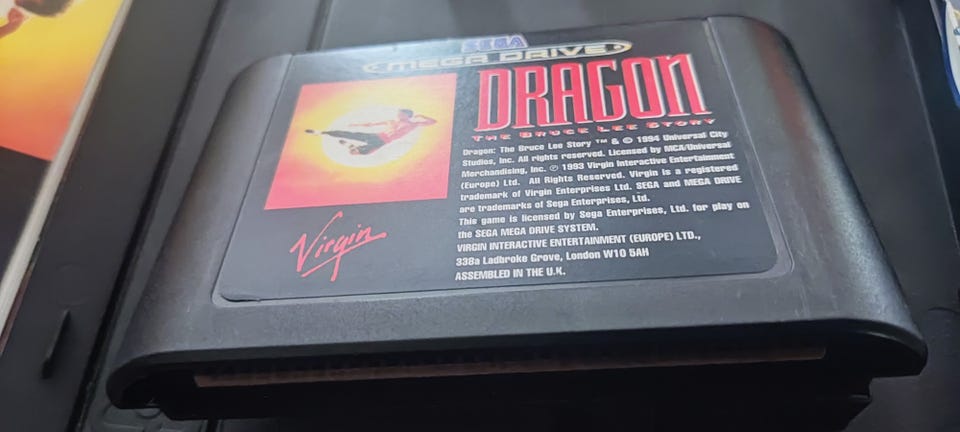 SEGA
MEGA DRIVE
DRAGON
THE BRUCE LEE STORY
Dragon: The Bruce Lee Story ™ & © 1994 Universal City
Studios, Inc. All rights reserved. Licensed by MCA/Universal
Merchandising, Inc. ℗ 1993 Virgin Interactive Entertainment
(Europe) Ltd. All Rights Reserved. Virgin is a registered
trademark of Virgin Enterprises Ltd. SEGA and MEGA DRIVE
are trademarks of Sega Enterprises, Ltd.
This game is licensed by Sega Enterprises, Ltd. for play on
the SEGA MEGA DRIVE SYSTEM.
VIRGIN INTERACTIVE ENTERTAINMENT (EUROPE) LTD.,
338a Ladbroke Grove, London W10 5AH
ASSEMBLED IN THE U.K.
Virgin